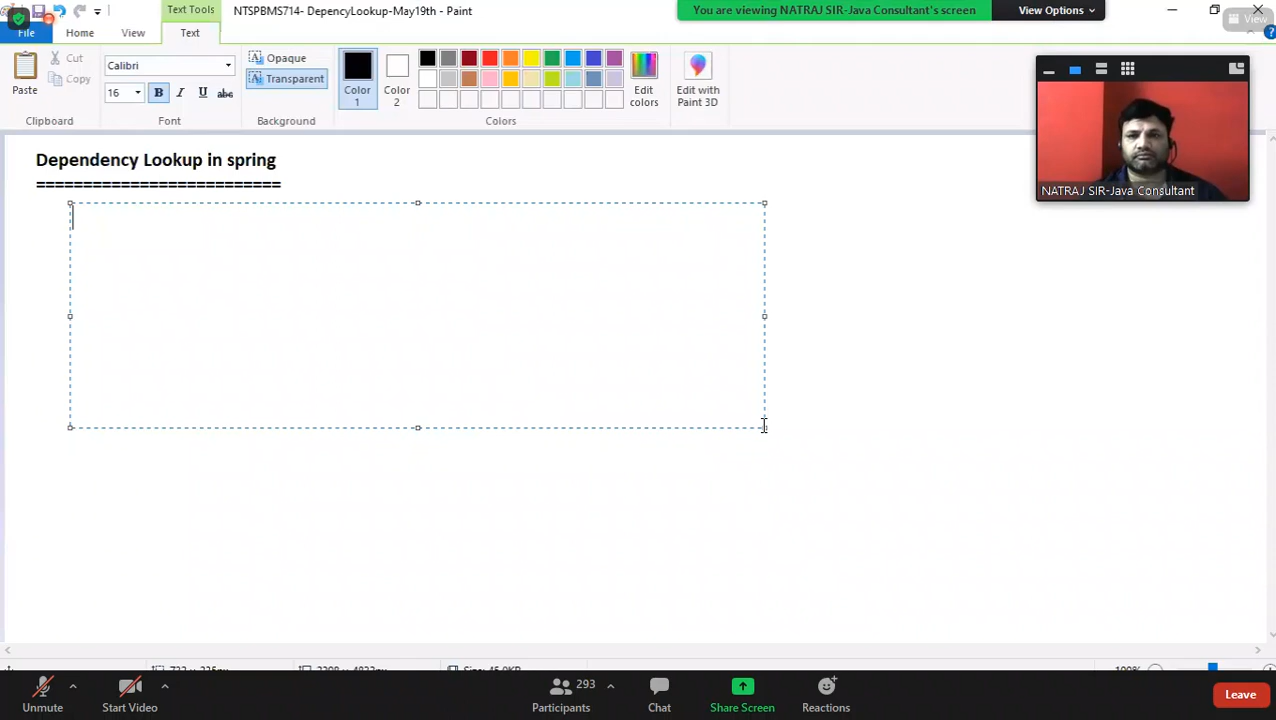 Text Tools
NTSPBMS714- DepencyLookup-May19th - Paint
You are viewing NATRAJ SIR-Java Consultant's screen
View Options
View
File
Home
View
Text
Paste
Cut
Copy
Calibri
16
B
I
U
abc
Opaque
Transparent
Color 1
Color 2
Edit colors
Edit with Paint 3D
Clipboard
Font
Background
Colors
Dependency Lookup in spring
==========================
NATRAJ SIR-Java Consultant
100%
Unmute
Start Video
293
Participants
Chat
Share Screen
Reactions
Leave